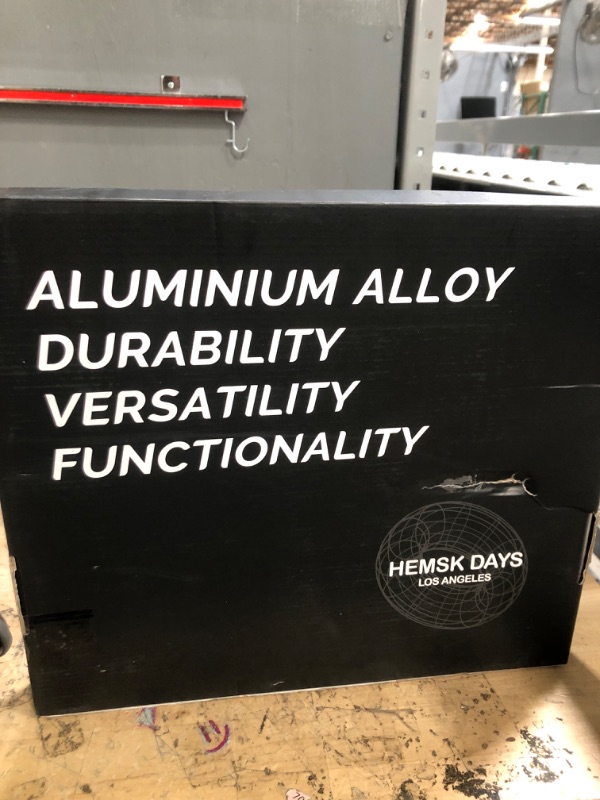 ALUMINIUM ALLOY
DURABILITY
VERSATILITY
FUNCTIONALITY
HEMSK DAYS
LOS ANGELES